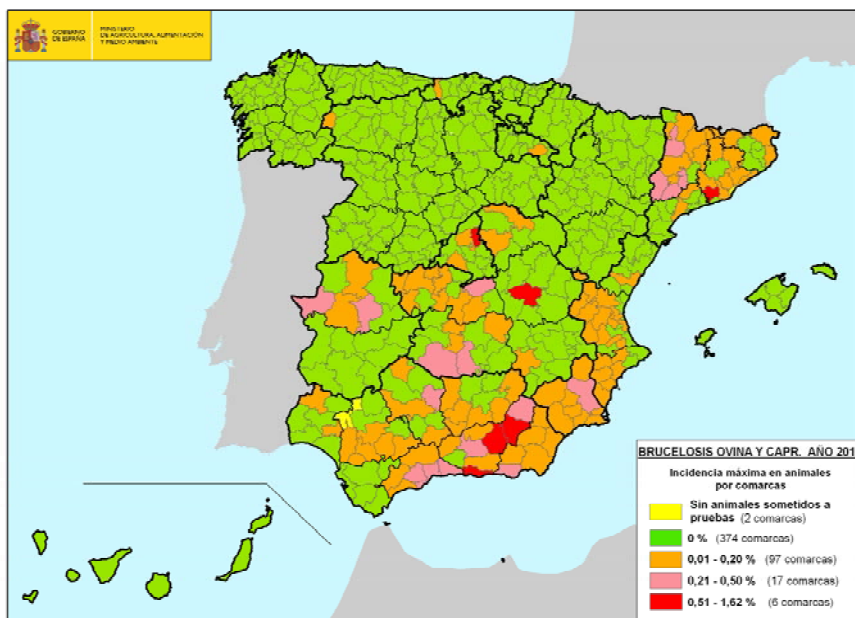 GOBIERNO
DE ESPAÑA
MINISTERIO
DE AGRICULTURA, ALIMENTACIÓN
Y MEDIO AMBIENTE
BRUCELOSIS OVINA Y CAPR. AÑO 201
Incidencia máxima en animales
por comarcas
Sin animales sometidos a
pruebas (2 comarcas)
0 % (374 comarcas)
0,01 - 0,20 % (97 comarcas)
0,21 - 0,50 % (17 comarcas)
0,51 - 1,62 % (6 comarcas)